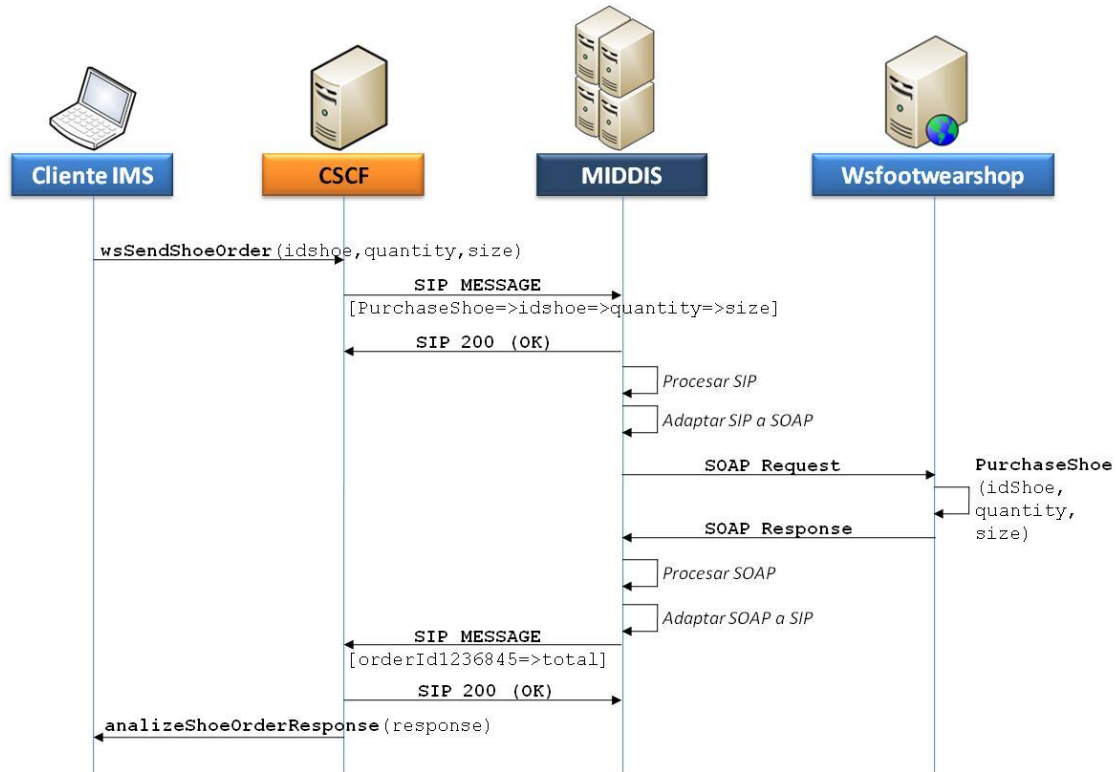 Cliente IMS
CSCF
MIDDIS
Wsfootwearshop
wsSendShoeOrder(idshoe,quantity,size)
SIP MESSAGE
[PurchaseShoe=>idshoe=>quantity=>size]
SIP 200 (OK)
Procesar SIP
Adaptar SIP a SOAP
SOAP Request
PurchaseShoe
(idShoe,
quantity,
size)
SOAP Response
Procesar SOAP
Adaptar SOAP a SIP
SIP MESSAGE
[orderId1236845=>total]
SIP 200 (OK)
analizeShoeOrderResponse(response)